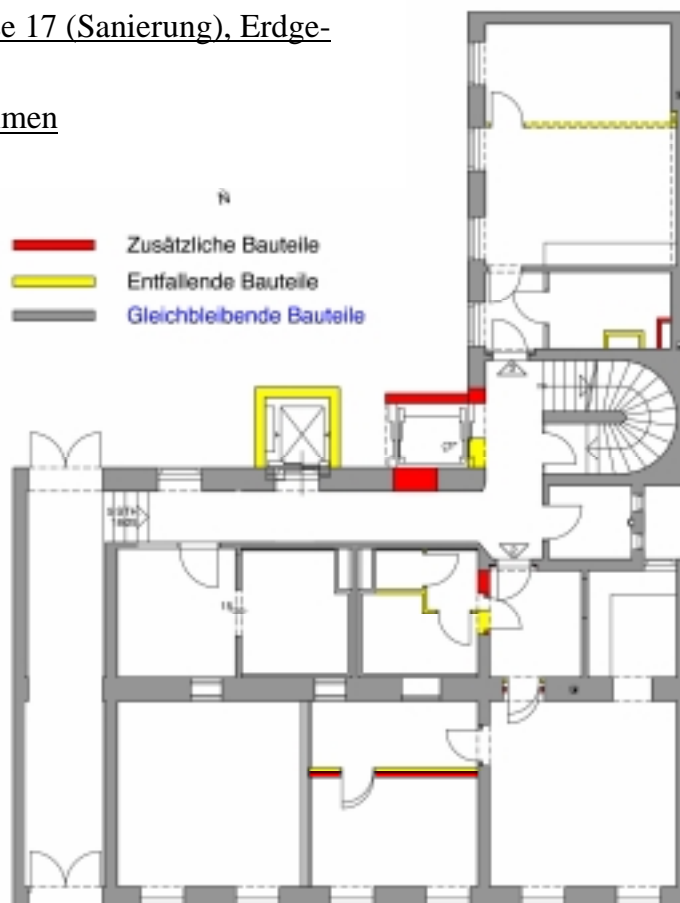 e 17 (Sanierung), Erdge-
men
N
Zusätzliche Bauteile
Entfallende Bauteile
Gleichbleibende Bauteile